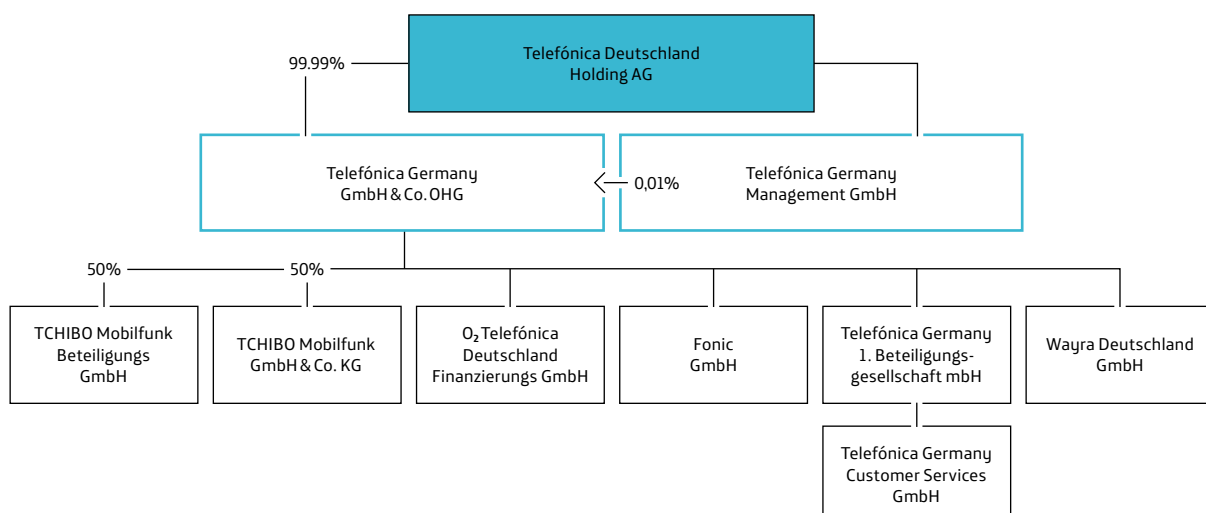 Telefónica Deutschland
Holding AG
99.99%
Telefónica Germany
GmbH & Co. OHG
0,01%
Telefónica Germany
Management GmbH
50%
50%
TCHIBO Mobilfunk
Beteiligungs
GmbH
TCHIBO Mobilfunk
GmbH & Co. KG
O₂ Telefónica
Deutschland
Finanzierungs GmbH
Fonic
GmbH
Telefónica Germany
1. Beteiligungs-
gesellschaft mbH
Wayra Deutschland
GmbH
Telefónica Germany
Customer Services
GmbH